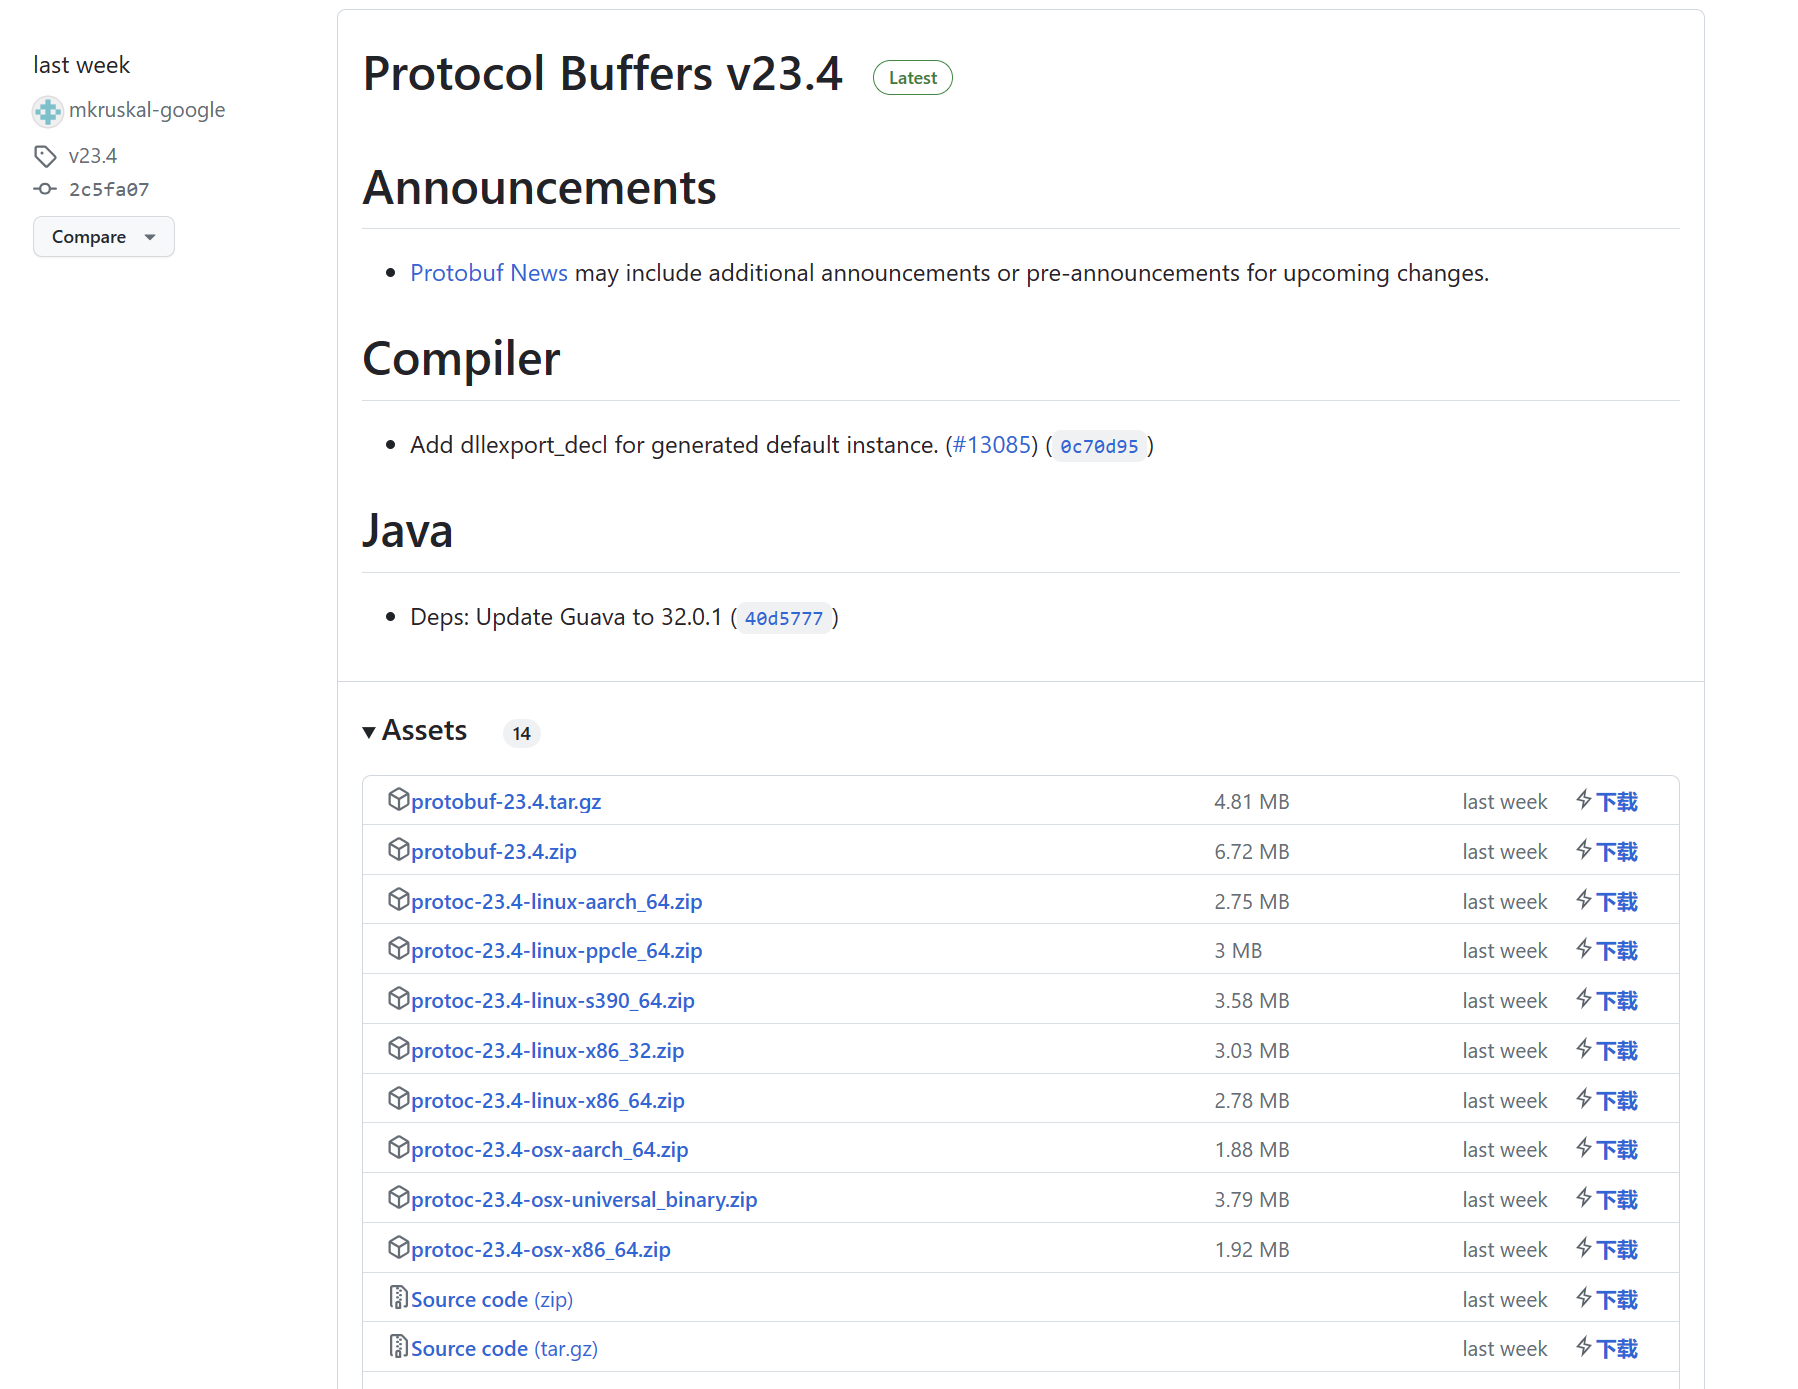 last week
mkruskal-google
v23.4
2c5fa07
Compare
Protocol Buffers v23.4 Latest
Announcements
Protobuf News may include additional announcements or pre-announcements for upcoming changes.
Compiler
Add dllexport_decl for generated default instance. (#13085) (0c70d95)
Java
Deps: Update Guava to 32.0.1 (40d5777)
Assets 14
protobuf-23.4.tar.gz 4.81 MB last week 下载
protobuf-23.4.zip 6.72 MB last week 下载
protoc-23.4-linux-aarch_64.zip 2.75 MB last week 下载
protoc-23.4-linux-ppcle_64.zip 3 MB last week 下载
protoc-23.4-linux-s390_64.zip 3.58 MB last week 下载
protoc-23.4-linux-x86_32.zip 3.03 MB last week 下载
protoc-23.4-linux-x86_64.zip 2.78 MB last week 下载
protoc-23.4-osx-aarch_64.zip 1.88 MB last week 下载
protoc-23.4-osx-universal_binary.zip 3.79 MB last week 下载
protoc-23.4-osx-x86_64.zip 1.92 MB last week 下载
Source code (zip) last week 下载
Source code (tar.gz) last week 下载